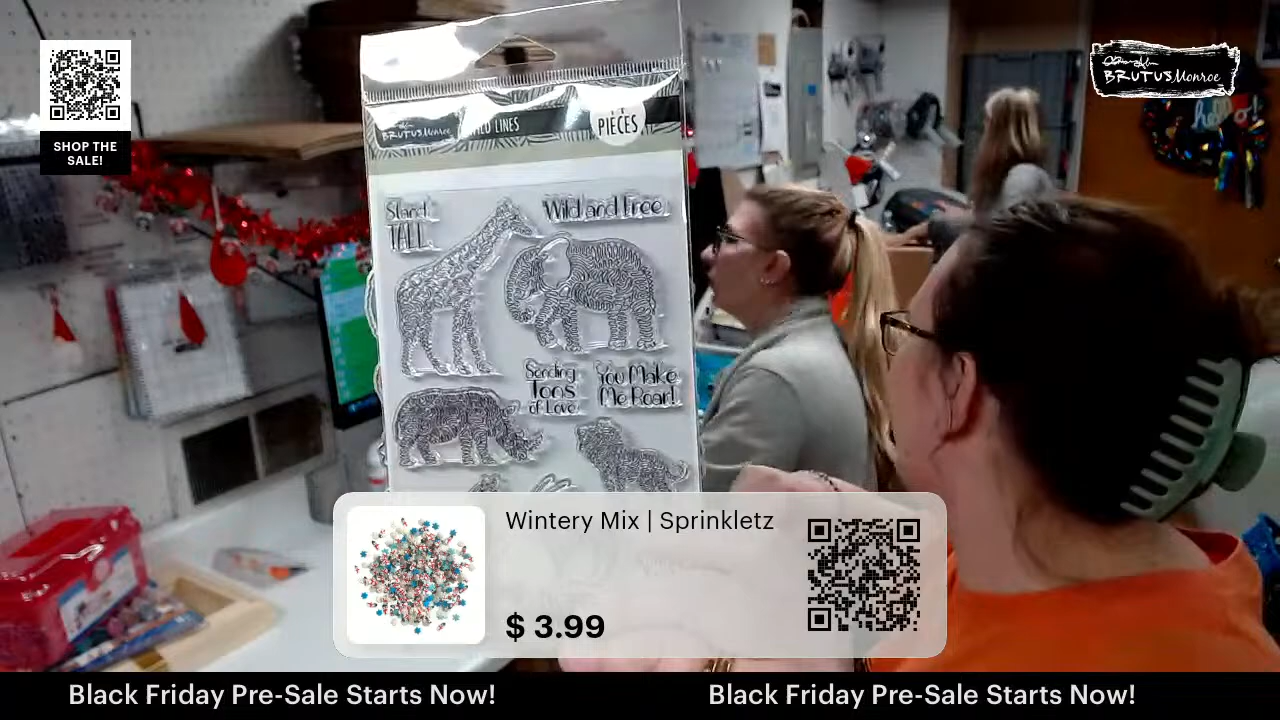 SHOP THE
SALE!
BRUTUS Monroe
hello!
BRUTUS Monroe
LINES
PIECES
Stand
TALL
Wild and Free
Sending
Tons
of Love
You Make
Me Roar!
Wintery Mix | Sprinkletz
$ 3.99
Black Friday Pre-Sale Starts Now!
Black Friday Pre-Sale Starts Now!